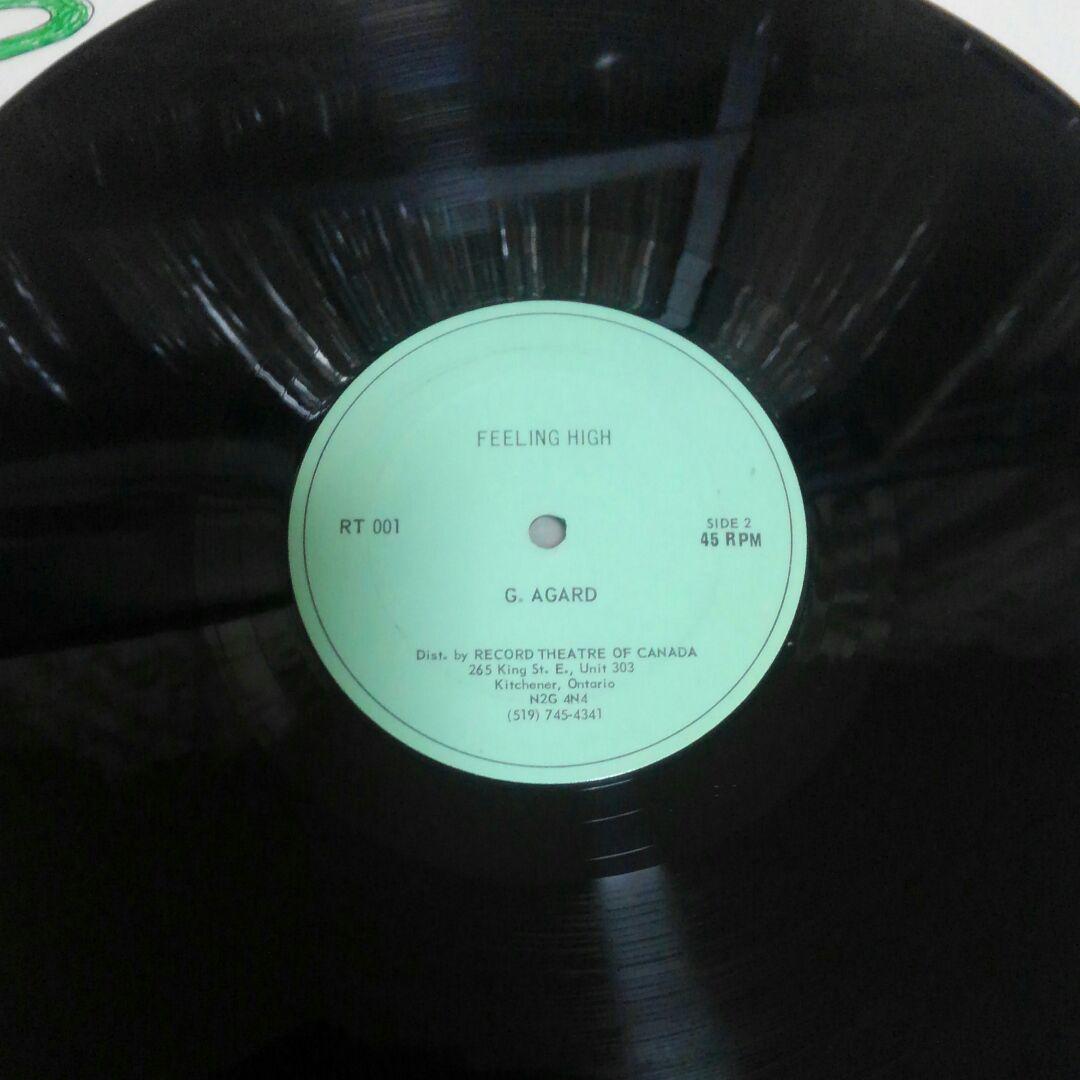 FEELING HIGH
RT 001
SIDE 2
45 RPM
G. AGARD
Dist. by RECORD THEATRE OF CANADA
265 King St. E., Unit 303
Kitchener, Ontario
N2G 4N4
(519) 745-4341